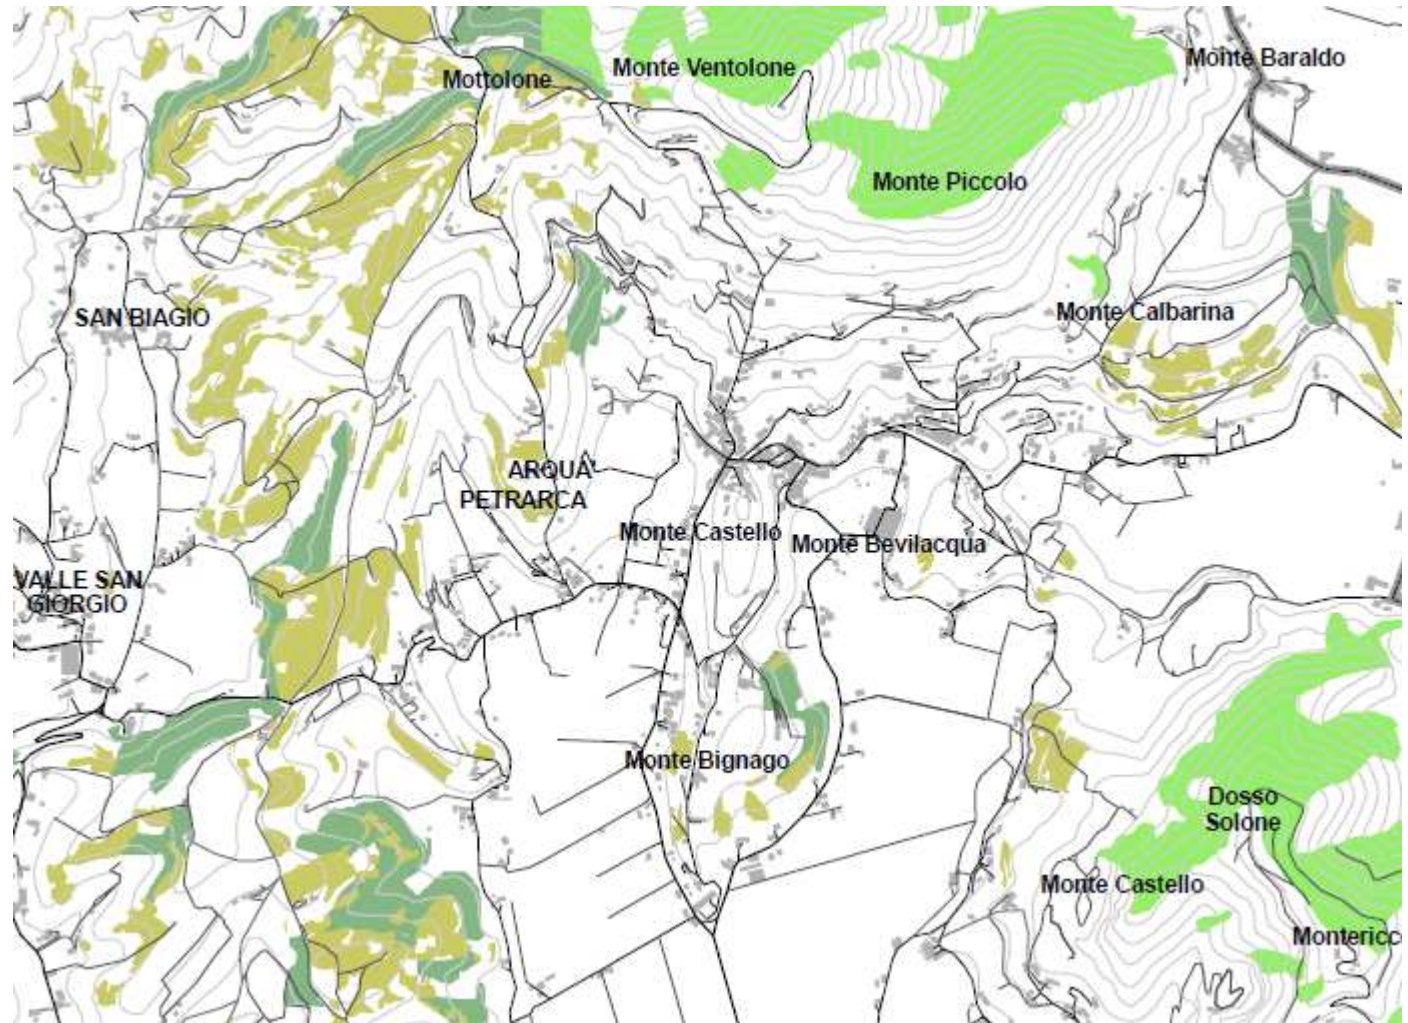 Monte Baraldo
Monte Ventolone
Mottolone
Monte Piccolo
Monte Calbarina
SAN BIAGIO
ARQUA'
PETRARCA
Monte Castello
Monte Bevilacqua
VALLE SAN
GIORGIO
Monte Bignago
Dosso
Solone
Monte Castello
Montericc